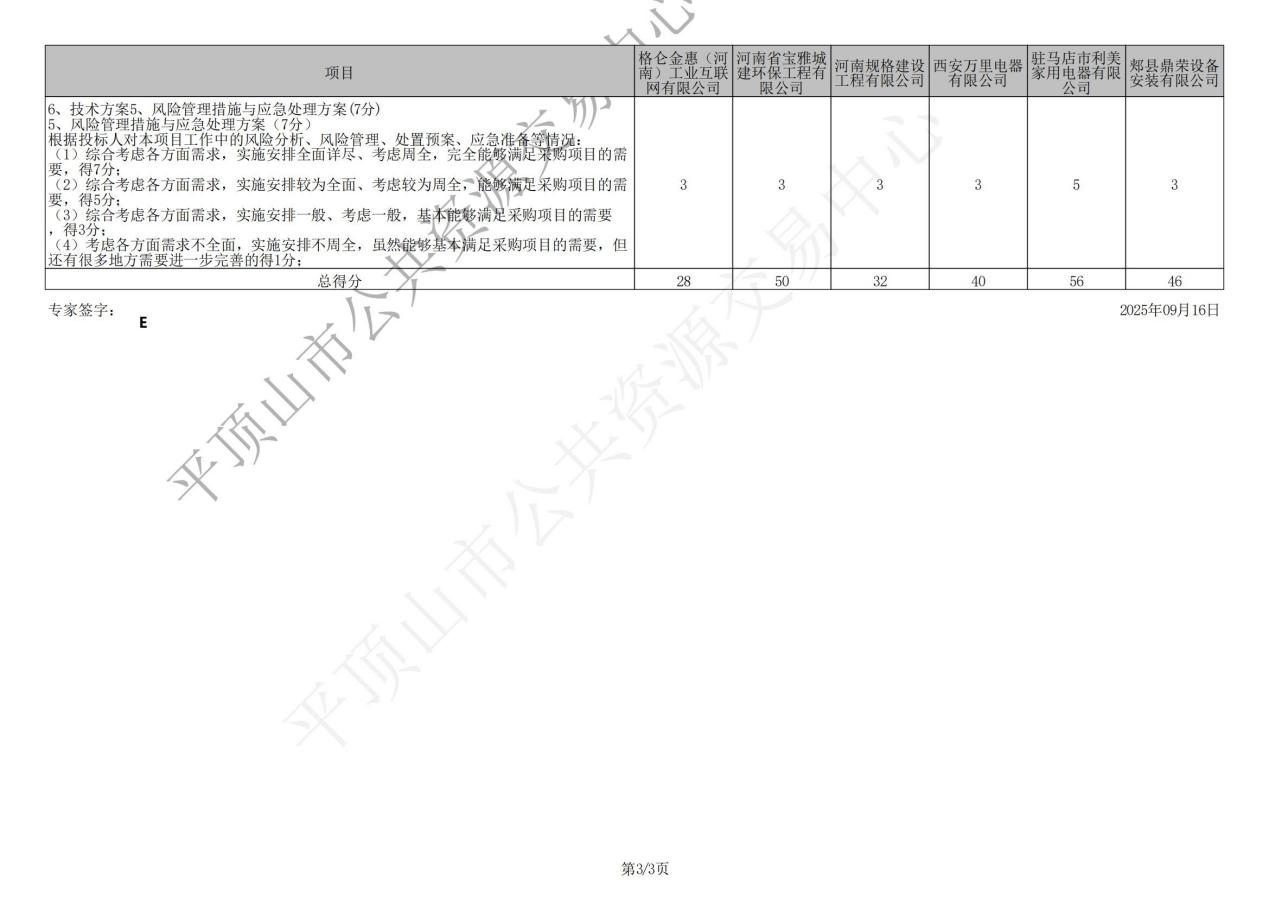 项目
格仑金惠（河
南）工业互联
网有限公司
河南省宝雅城
建环保工程有
限公司
河南规格建设
工程有限公司
西安万里电器
有限公司
驻马店市利美
家用电器有限
公司
郏县鼎荣设备
安装有限公司
6、技术方案5、风险管理措施与应急处理方案(7分)
5、风险管理措施与应急处理方案（7分）
根据投标人对本项目工作中的风险分析、风险管理、处置预案、应急准备等情况：
（1）综合考虑各方面需求，实施安排全面详尽、考虑周全，完全能够满足采购项目的需
要，得7分；
（2）综合考虑各方面需求，实施安排较为全面、考虑较为周全，能够满足采购项目的需
要，得5分；
（3）综合考虑各方面需求，实施安排一般、考虑一般，基本能够满足采购项目的需要
，得3分；
（4）考虑各方面需求不全面，实施安排不周全，虽然能够基本满足采购项目的需要，但
还有很多地方需要进一步完善的得1分；
3
3
3
3
5
3
总得分
28
50
32
40
56
46
专家签字：
E
2025年09月16日
平顶山市公共资源交易中心
平顶山市公共资源交易中心
第3/3页